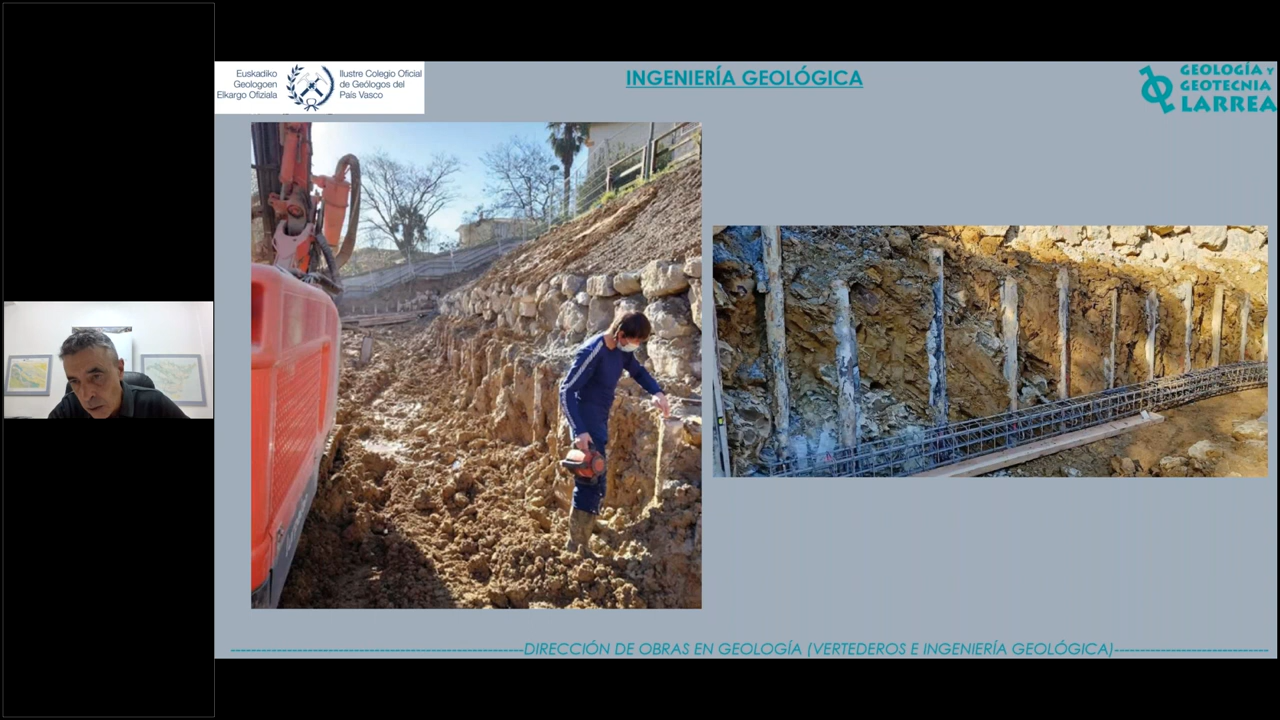 Euskadiko
Geologoen
Elkargo Ofiziala
Ilustre Colegio Oficial
de Geólogos del
País Vasco
INGENIERÍA GEOLÓGICA
GEOLOGÍA Y
GEOTECNIA
LARREA
DIRECCIÓN DE OBRAS EN GEOLOGÍA (VERTEDEROS E INGENIERÍA GEOLÓGICA)